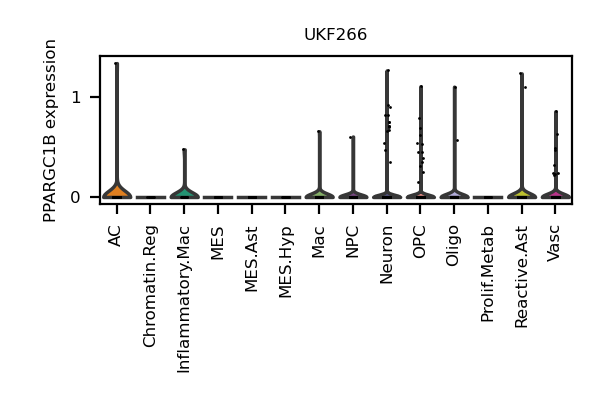 UKF266
PPARGC1B expression
1
0
AC
Chromatin.Reg
Inflammatory.Mac
MES
MES.Ast
MES.Hyp
Mac
NPC
Neuron
OPC
Oligo
Prolif.Metab
Reactive.Ast
Vasc